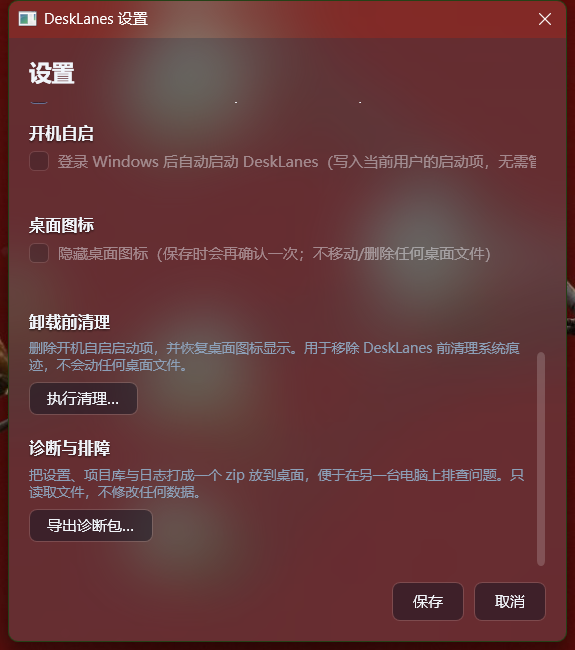 DeskLanes 设置
设置
开机自启
登录 Windows 后自动启动 DeskLanes（写入当前用户的启动项，无需
桌面图标
隐藏桌面图标（保存时会再确认一次；不移动/删除任何桌面文件）
卸载前清理
删除开机自启启动项，并恢复桌面图标显示。用于移除 DeskLanes 前清理系统痕
迹，不会动任何桌面文件。
执行清理...
诊断与排障
把设置、项目库与日志打成一个 zip 放到桌面，便于在另一台电脑上排查问题。只
读取文件，不修改任何数据。
导出诊断包...
保存
取消